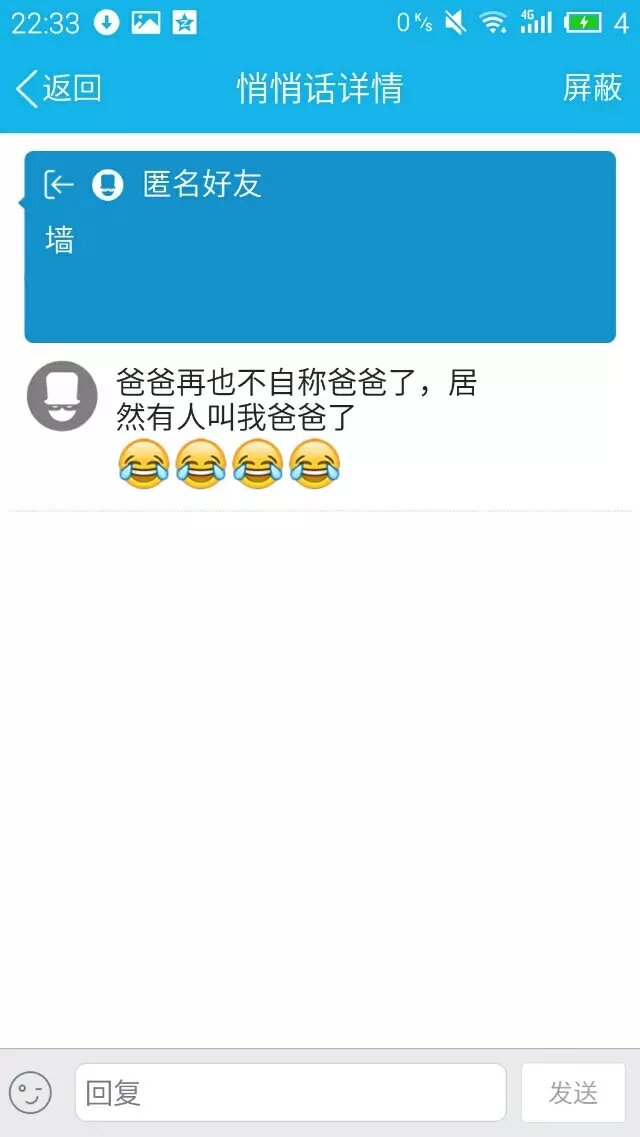 22:33
0 K/s 4G 4
返回
悄悄话详情
屏蔽
匿名好友
墙
爸爸再也不自称爸爸了，居
然有人叫我爸爸了
😂😂😂😂
回复
发送